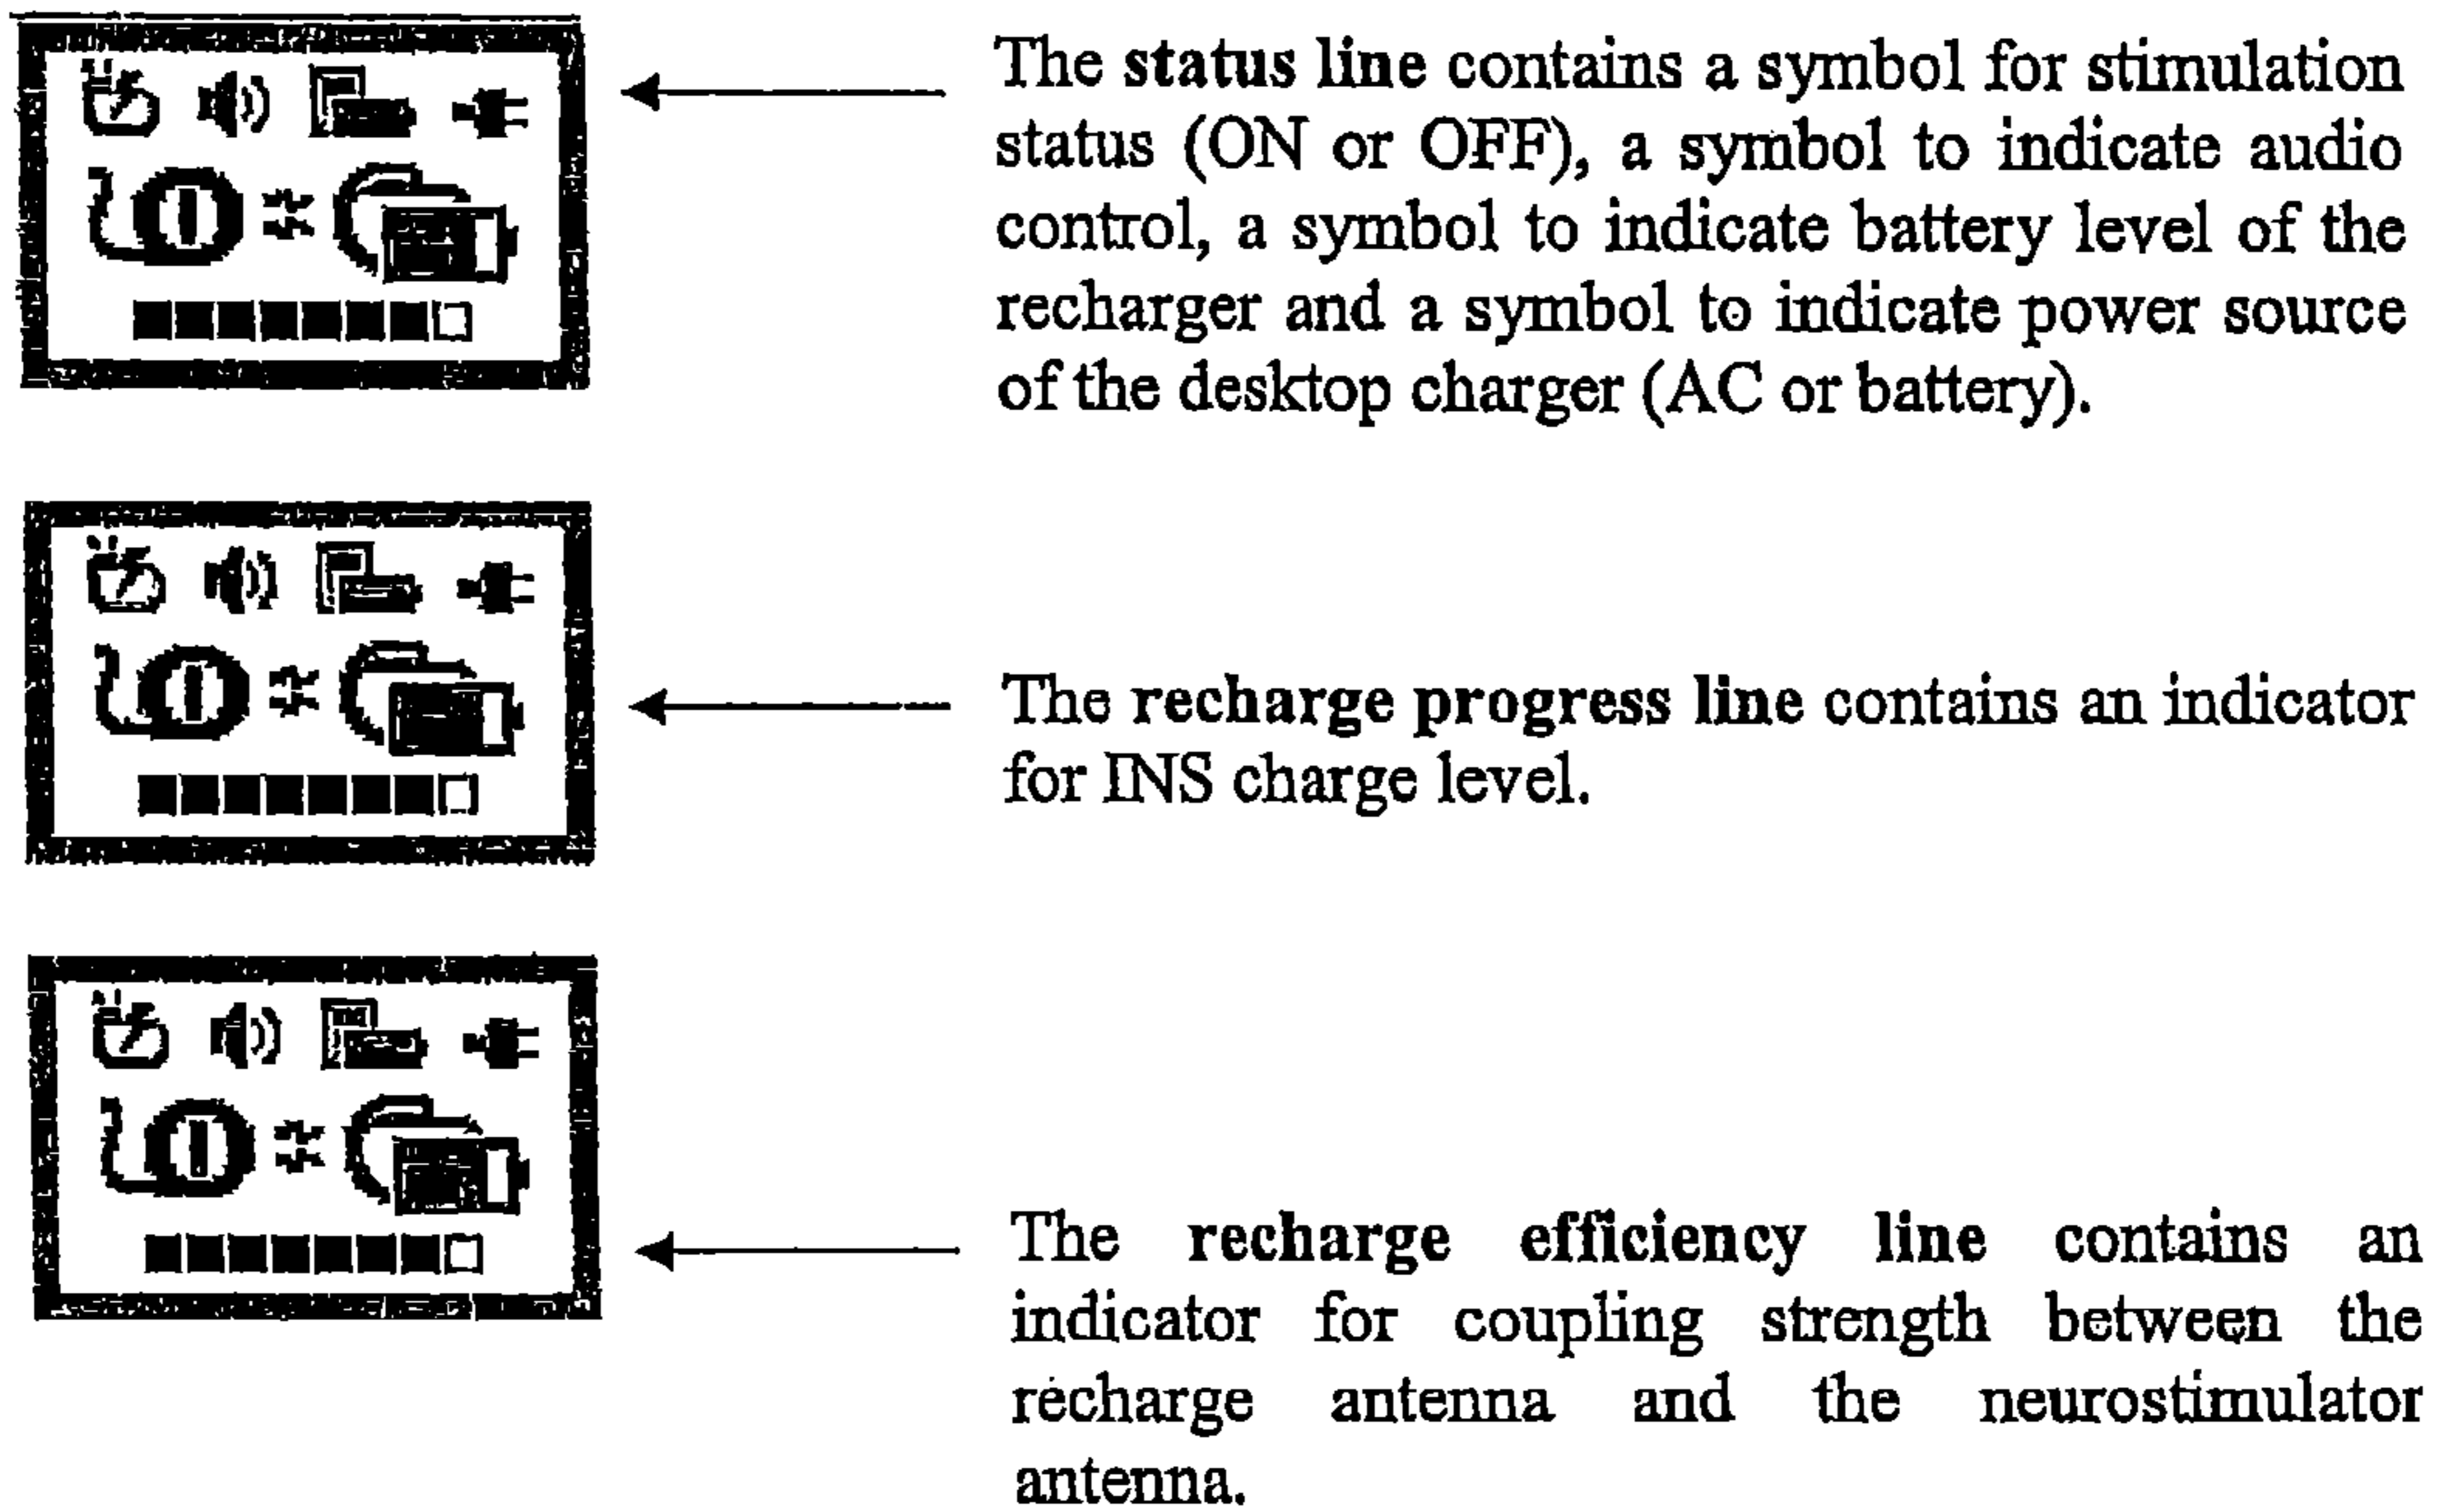 The status line contains a symbol for stimulation
status (ON or OFF), a symbol to indicate audio
control, a symbol to indicate battery level of the
recharger and a symbol to indicate power source
of the desktop charger (AC or battery).
The recharge progress line contains an indicator
for INS charge level.
The recharge efficiency line contains an
indicator for coupling strength between the
recharge antenna and the neurostimulator
antenna.